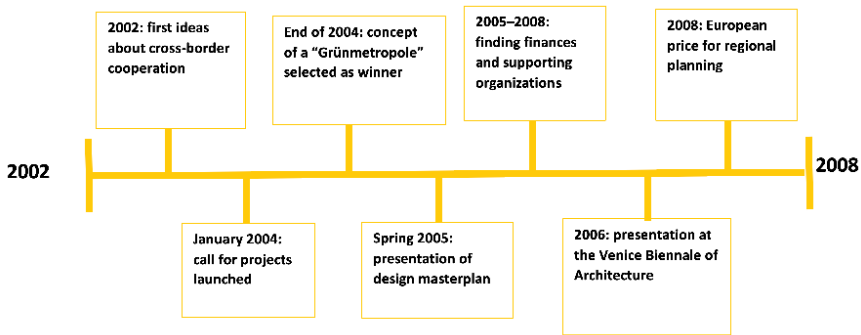 2002: first ideas
about cross-border
cooperation
End of 2004: concept
of a “Grünmetropole”
selected as winner
2005–2008:
finding finances
and supporting
organizations
2008: European
price for regional
planning
2002
2008
January 2004:
call for projects
launched
Spring 2005:
presentation of
design masterplan
2006: presentation at
the Venice Biennale of
Architecture